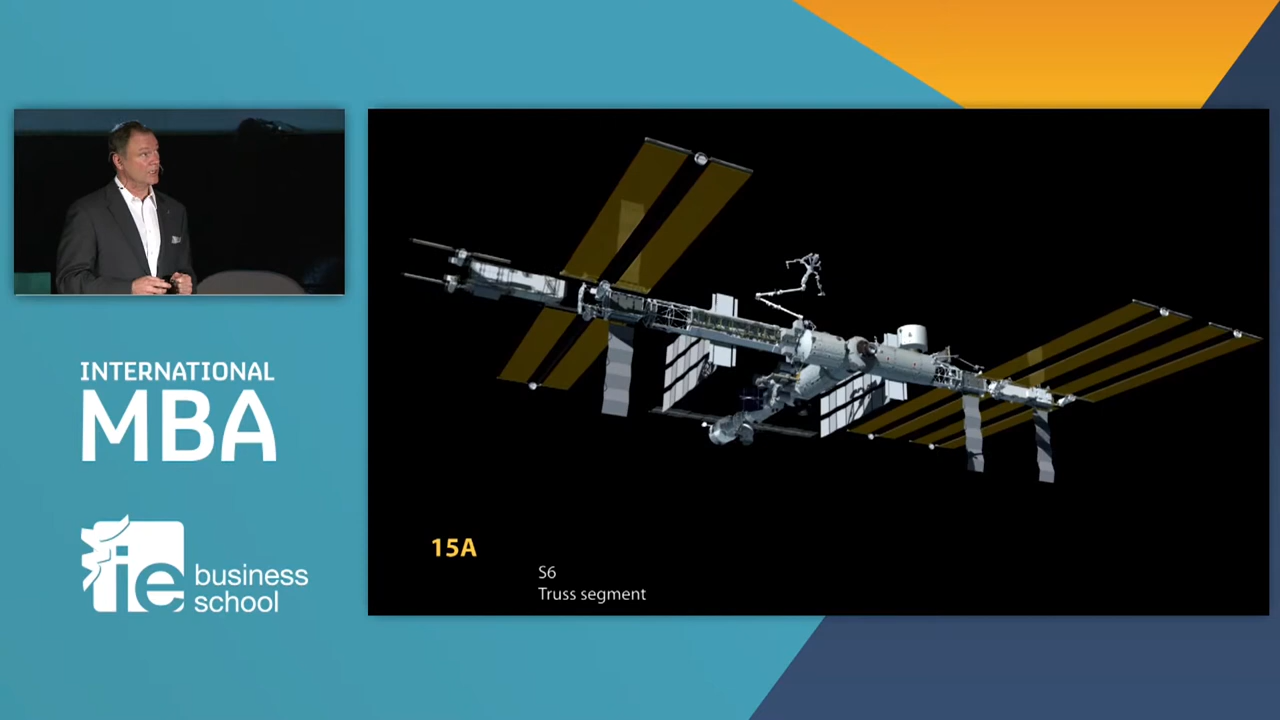 INTERNATIONAL
MBA
ie business
school
15A
S6
Truss segment